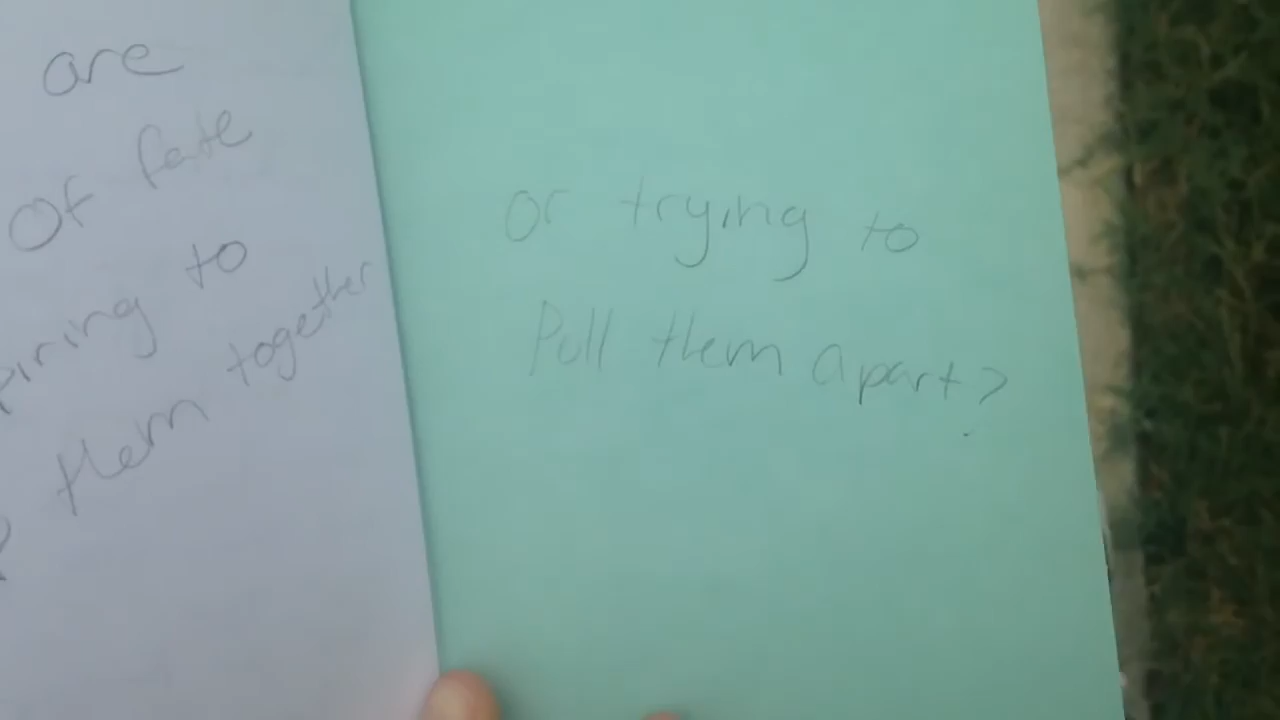 are
Of fate
to
them together
or trying to
Pull them apart?